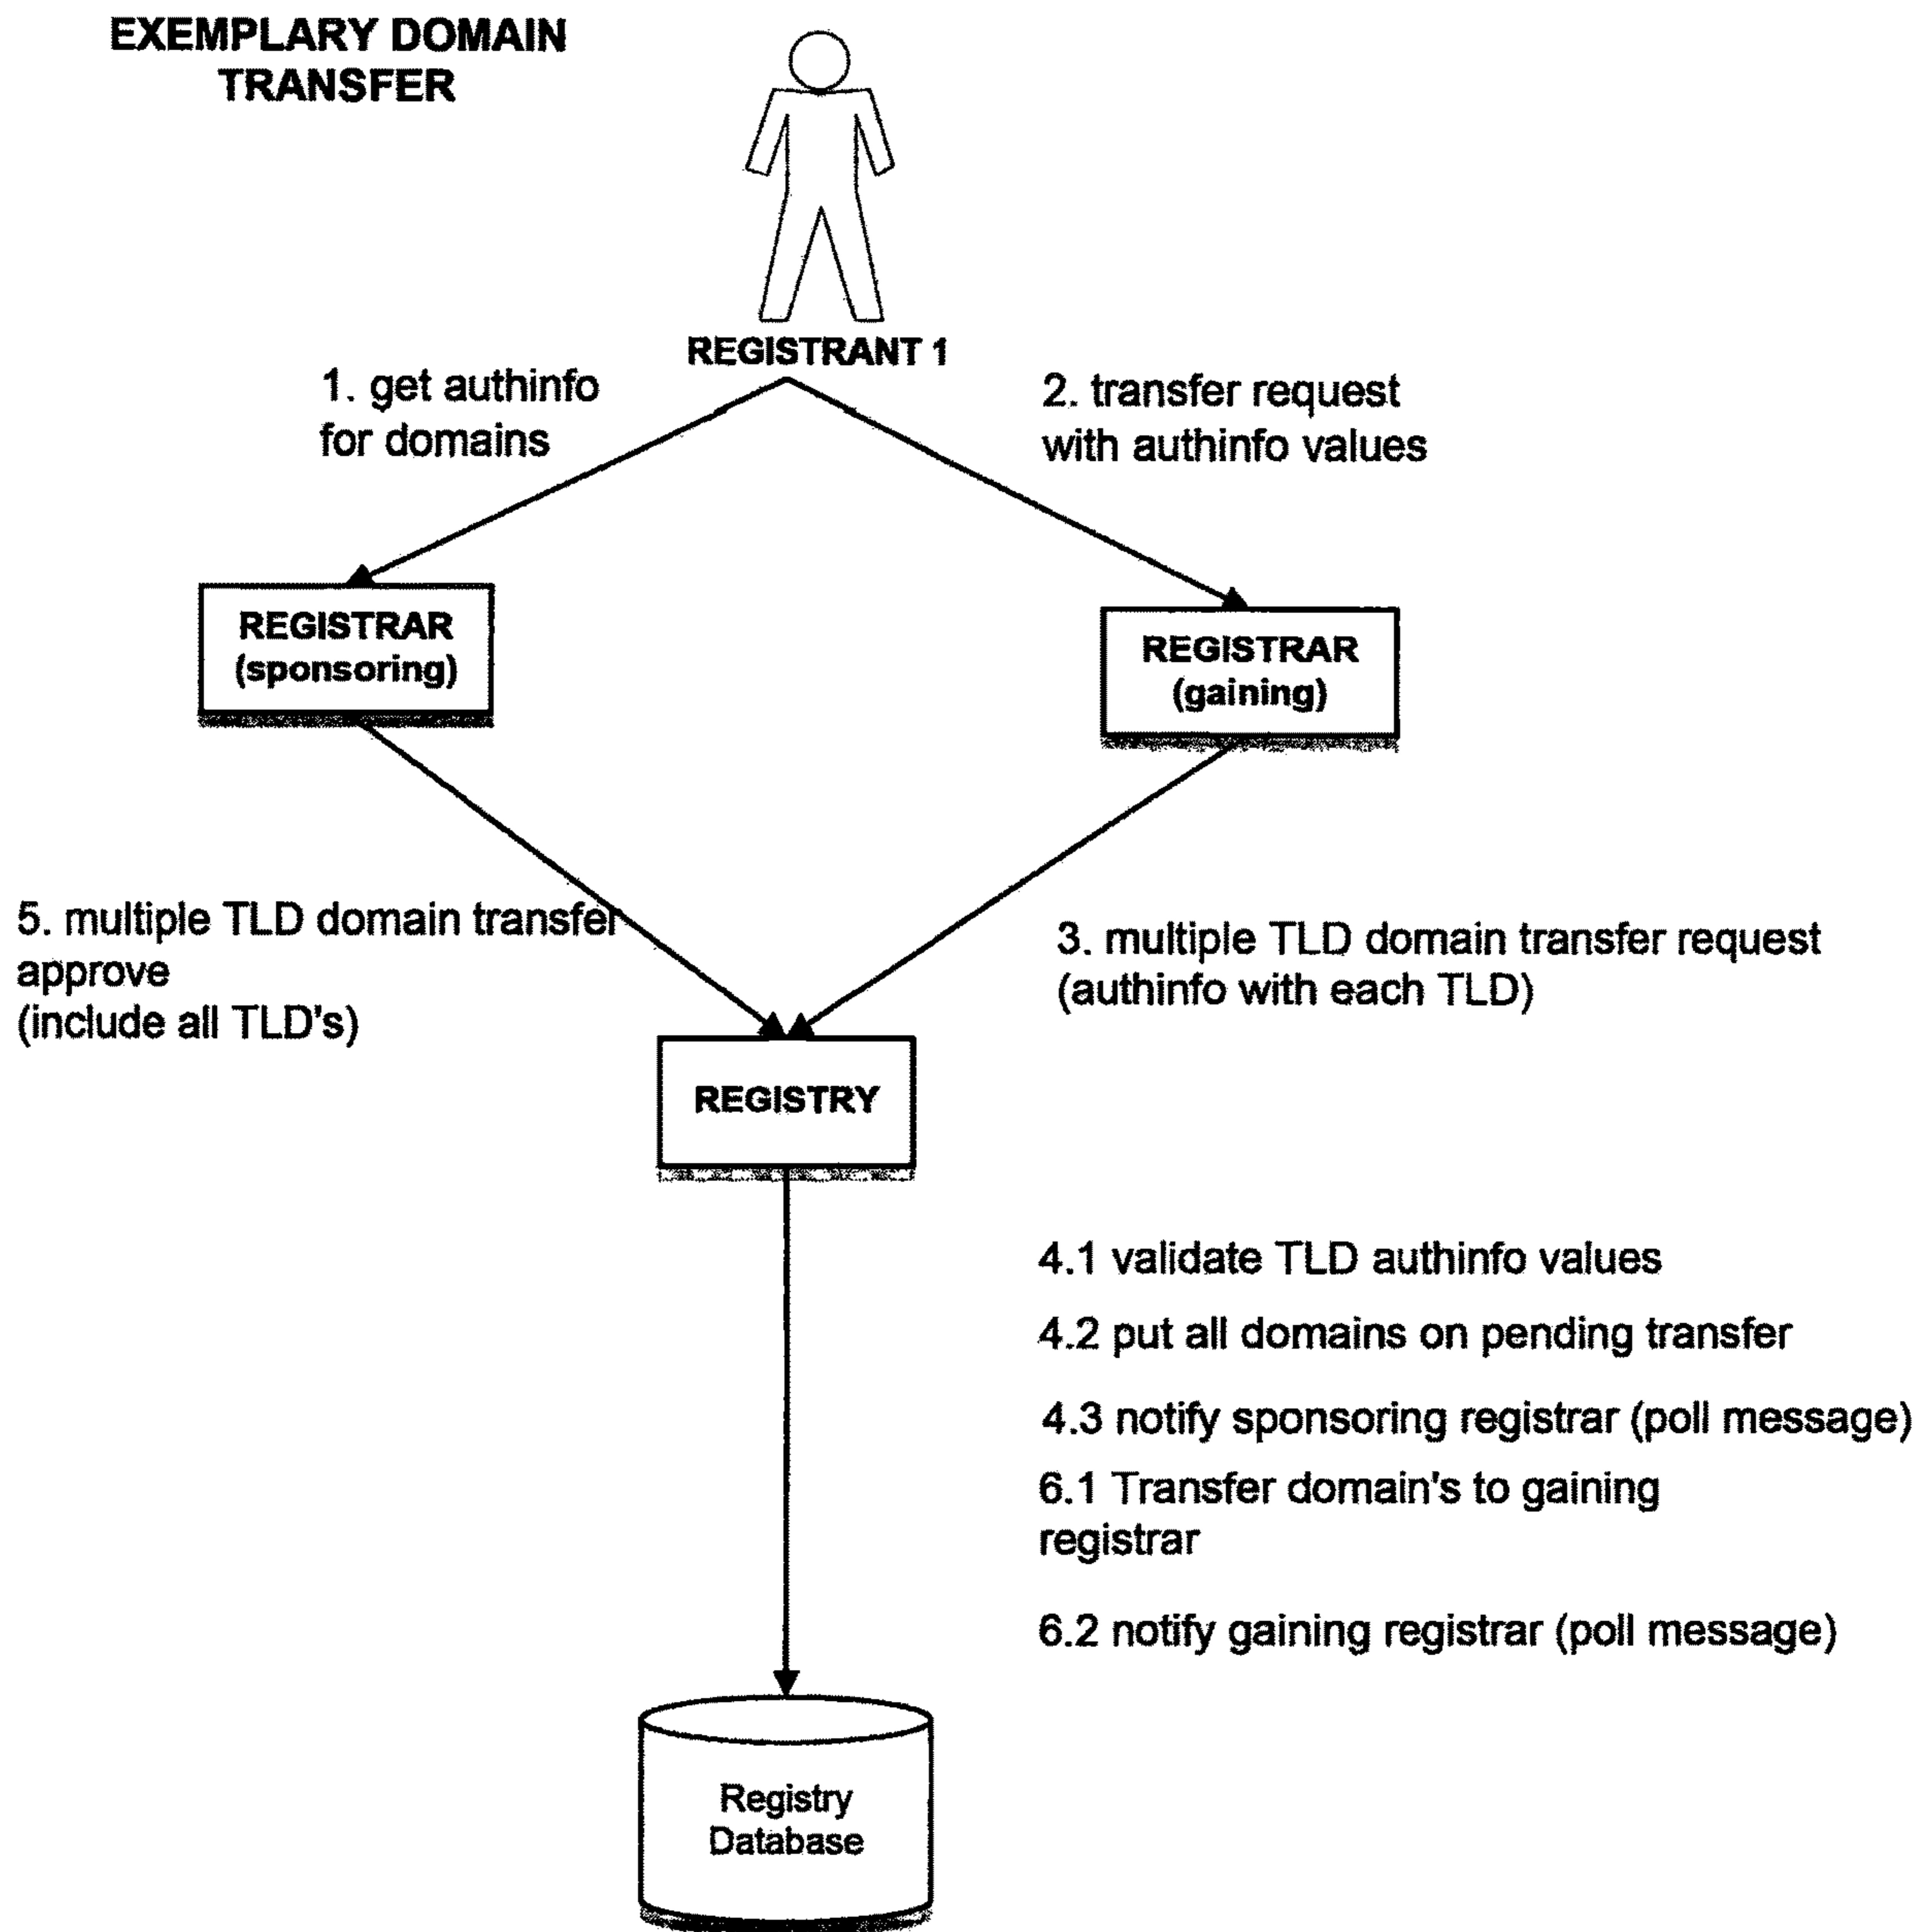 EXEMPLARY DOMAIN
TRANSFER
REGISTRANT 1
1. get authinfo
for domains
2. transfer request
with authinfo values
REGISTRAR
(sponsoring)
REGISTRAR
(gaining)
5. multiple TLD domain transfer
approve
(include all TLD's)
3. multiple TLD domain transfer request
(authinfo with each TLD)
REGISTRY
4.1 validate TLD authinfo values
4.2 put all domains on pending transfer
4.3 notify sponsoring registrar (poll message)
6.1 Transfer domain's to gaining
registrar
6.2 notify gaining registrar (poll message)
Registry
Database